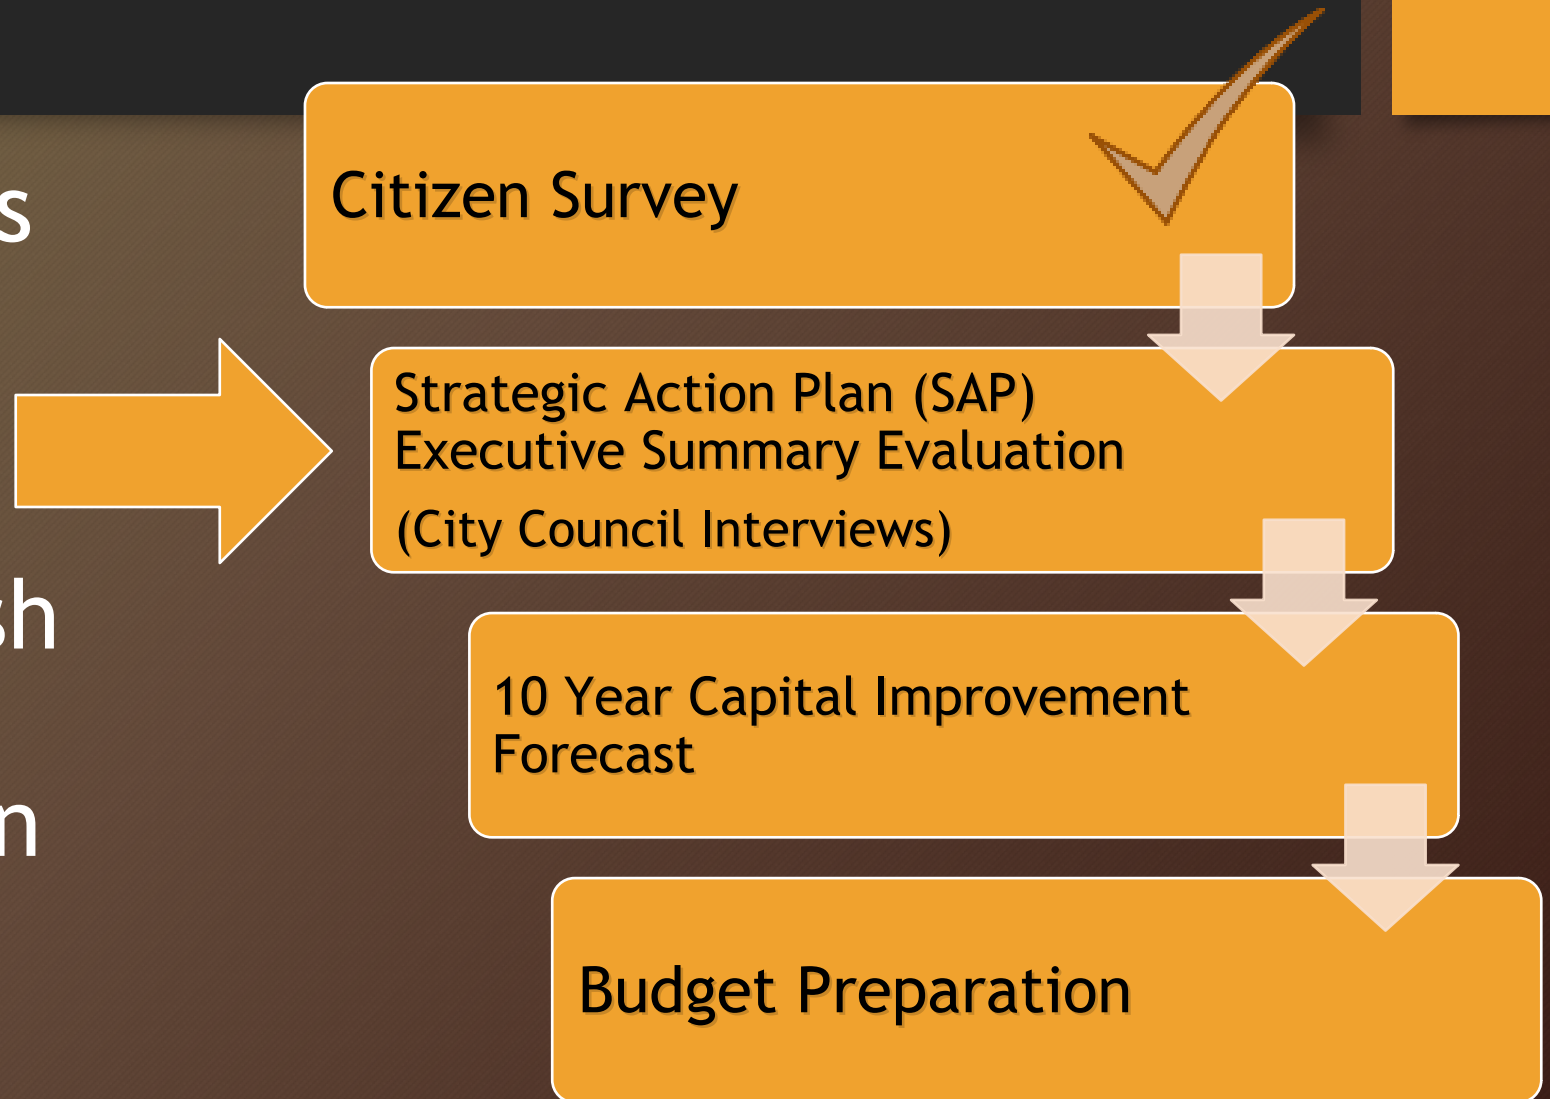 Citizen Survey
Strategic Action Plan (SAP)
Executive Summary Evaluation
(City Council Interviews)
10 Year Capital Improvement
Forecast
Budget Preparation